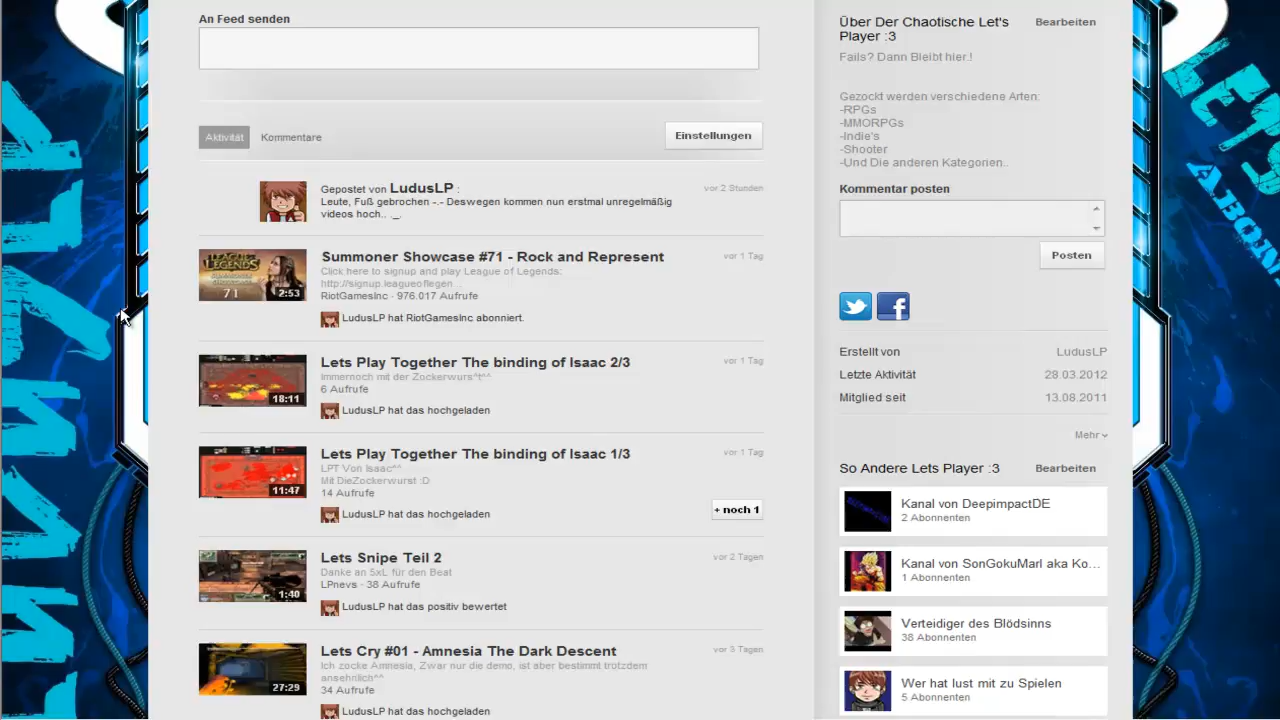 An Feed senden
Aktivität
Kommentare
Einstellungen
Gepostet von LudusLP :
vor 2 Stunden
Leute, Fuß gebrochen -.- Deswegen kommen nun erstmal unregelmäßig
videos hoch.. ._.
LEAGUE OF
LEGENDS
71
2:53
Summoner Showcase #71 - Rock and Represent
vor 1 Tag
Click here to signup and play League of Legends:
http://signup.leagueoflegen...
RiotGamesInc · 976.017 Aufrufe
LudusLP hat RiotGamesInc abonniert.
18:11
Lets Play Together The binding of Isaac 2/3
vor 1 Tag
Immernoch mit der Zockerwurs^t^^
6 Aufrufe
LudusLP hat das hochgeladen
11:47
Lets Play Together The binding of Isaac 1/3
vor 1 Tag
LPT Von Isaac^^
Mit DieZockerwurst :D
14 Aufrufe
LudusLP hat das hochgeladen
+ noch 1
1:40
Lets Snipe Teil 2
vor 2 Tagen
Danke an 5xL für den Beat
LPnevs · 38 Aufrufe
LudusLP hat das positiv bewertet
27:29
Lets Cry #01 - Amnesia The Dark Descent
vor 3 Tagen
Ich zocke Amnesia, Zwar nur die demo, ist aber bestimmt trotzdem
ansehnlich^^
34 Aufrufe
LudusLP hat das hochgeladen
Über Der Chaotische Let's
Player :3
Bearbeiten
Fails? Dann Bleibt hier.!
Gezockt werden verschiedene Arten:
-RPGs
-MMORPGs
-Indie's
-Shooter
-Und Die anderen Kategorien..
Kommentar posten
Posten
Erstellt von
LudusLP
Letzte Aktivität
28.03.2012
Mitglied seit
13.08.2011
Mehr
So Andere Lets Player :3
Bearbeiten
Kanal von DeepimpactDE
2 Abonnenten
Kanal von SonGokuMarl aka Ko...
1 Abonnenten
Verteidiger des Blödsinns
38 Abonnenten
Wer hat lust mit zu Spielen
5 Abonnenten
LETS